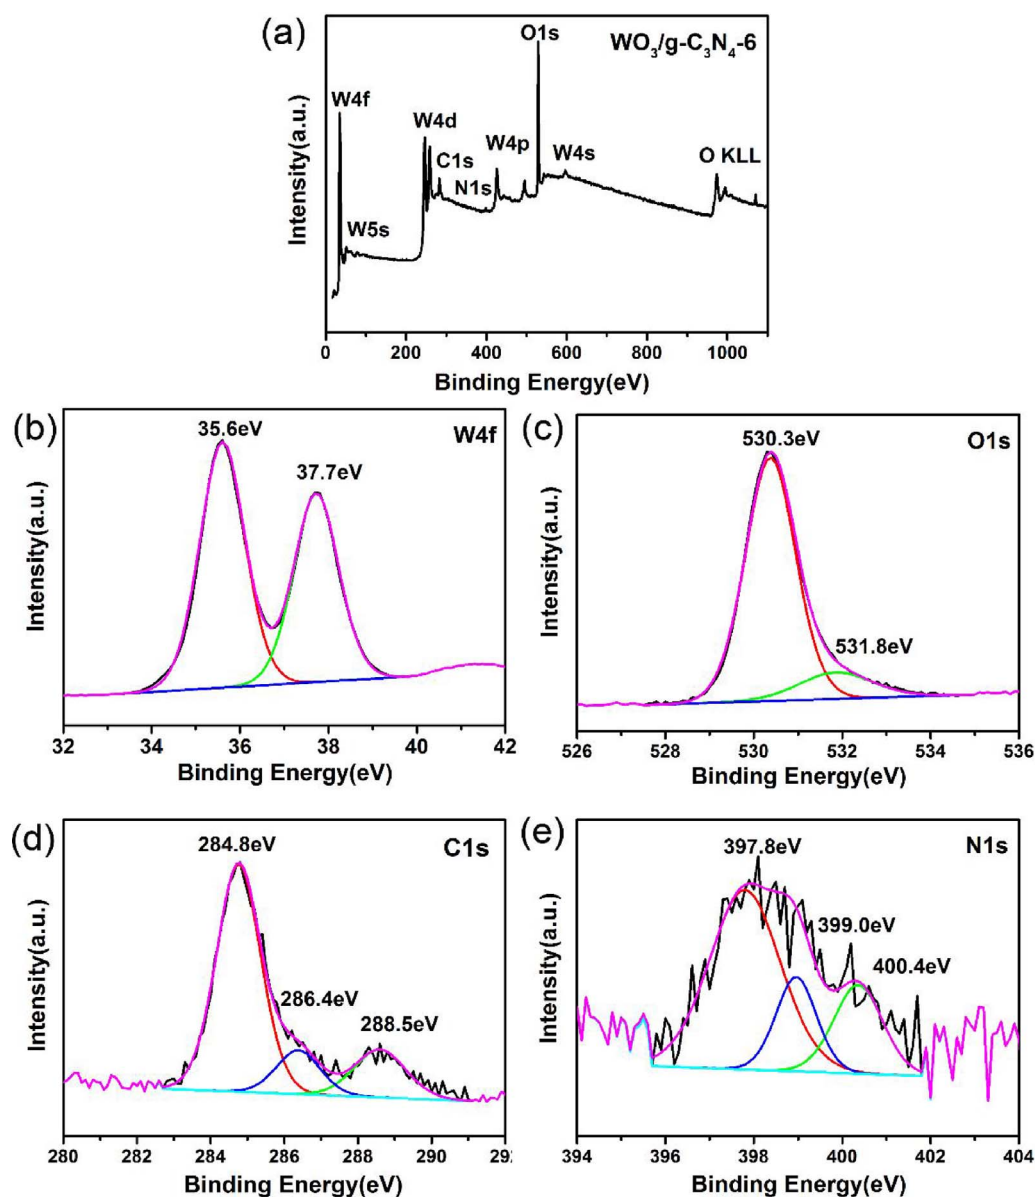 (a)
WO₃/g-C₃N₄-6
O1s
W4f
W4d
C1s
N1s
W4p
W4s
O KLL
W5s
Intensity(a.u.)
0 200 400 600 800 1000
Binding Energy(eV)
(b)
W4f
35.6eV
37.7eV
Intensity(a.u.)
32 34 36 38 40 42
Binding Energy(eV)
(c)
O1s
530.3eV
531.8eV
Intensity(a.u.)
526 528 530 532 534 536
Binding Energy(eV)
(d)
C1s
284.8eV
286.4eV
288.5eV
Intensity(a.u.)
280 282 284 286 288 290
Binding Energy(eV)
(e)
N1s
397.8eV
399.0eV
400.4eV
Intensity(a.u.)
394 396 398 400 402 404
Binding Energy(eV)